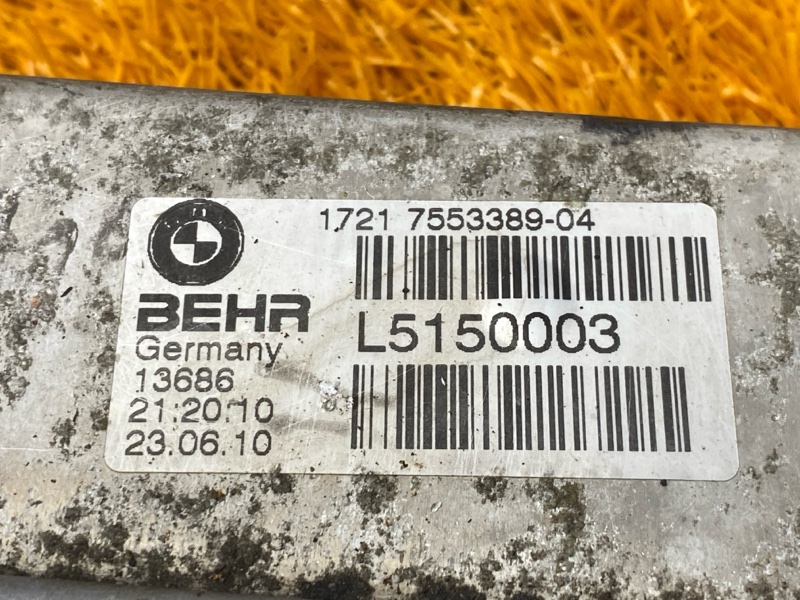 1721 7553389-04
BEHR
L5150003
Germany
13686
21:20:10
23.06.10